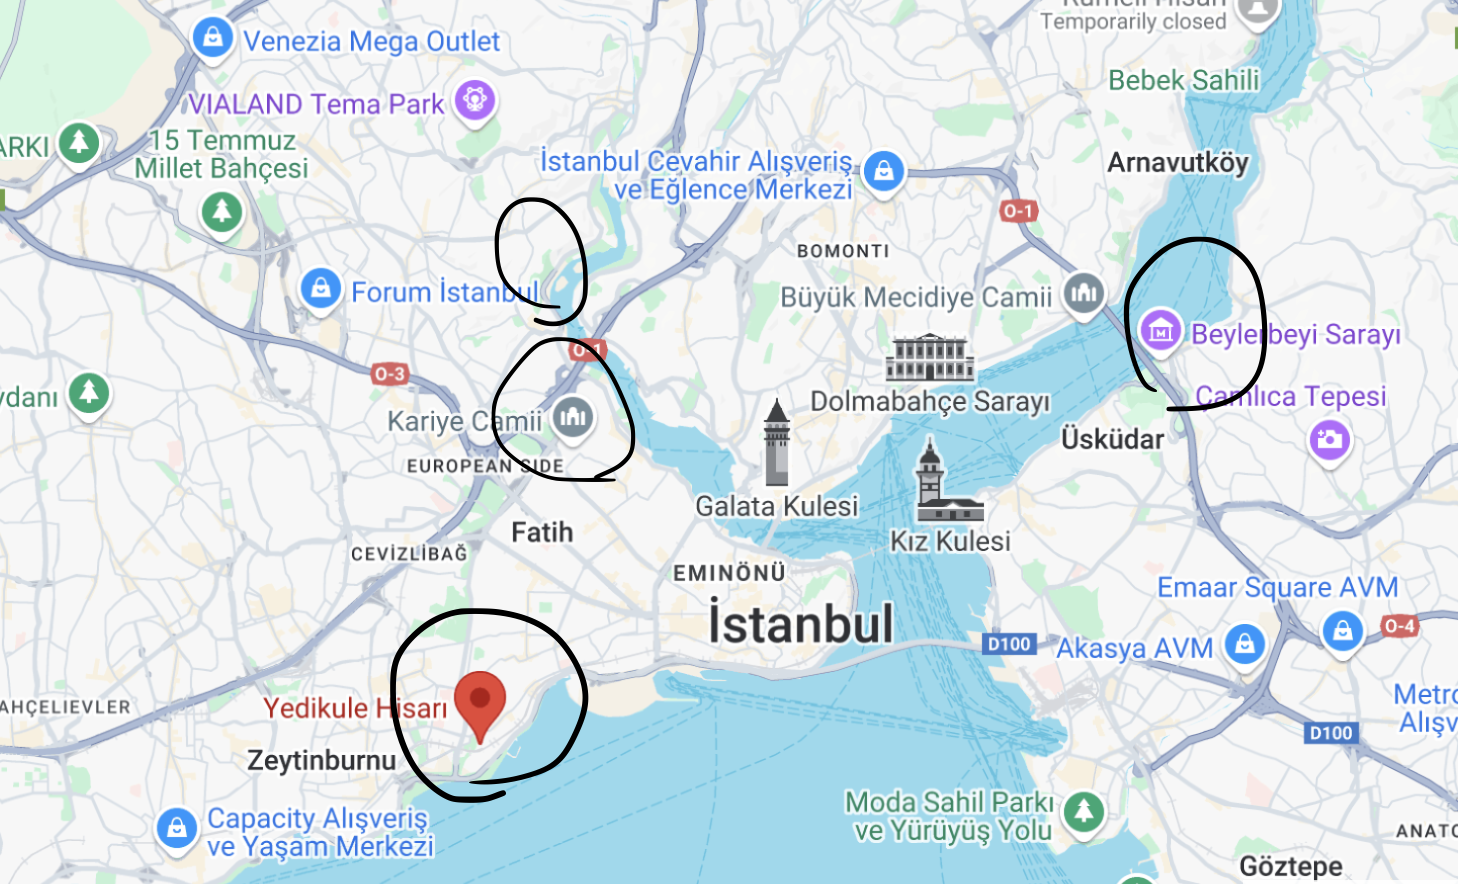 Rumeli Hisarı
Temporarily closed
Venezia Mega Outlet
Bebek Sahili
VIALAND Tema Park
ARKI
15 Temmuz
Millet Bahçesi
İstanbul Cevahir Alışveriş
ve Eğlence Merkezi
Arnavutköy
O-1
BOMONTI
Forum İstanbul
Büyük Mecidiye Camii
Beylerbeyi Sarayı
O-1
O-3
ydanı
Dolmabahçe Sarayı
Çamlıca Tepesi
Kariye Camii
Üsküdar
EUROPEAN SIDE
Galata Kulesi
Fatih
Kız Kulesi
CEVİZLİBAĞ
EMINÖNÜ
Emaar Square AVM
İstanbul
O-4
D100
Akasya AVM
Yedikule Hisarı
AHÇELIEVLER
Metro
Alışv
D100
Zeytinburnu
Moda Sahil Parkı
ve Yürüyüş Yolu
Capacity Alışveriş
ve Yaşam Merkezi
ANATO
Göztepe